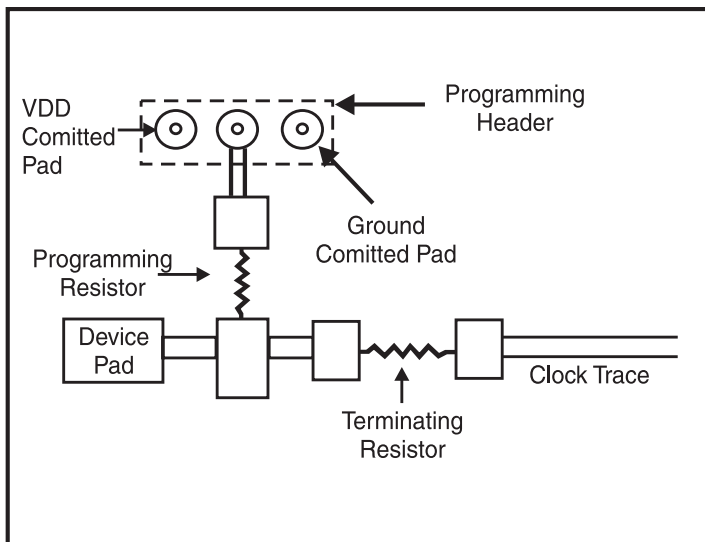 VDD
Comitted
Pad
Programming
Header
Ground
Comitted Pad
Programming
Resistor
Device
Pad
Clock Trace
Terminating
Resistor